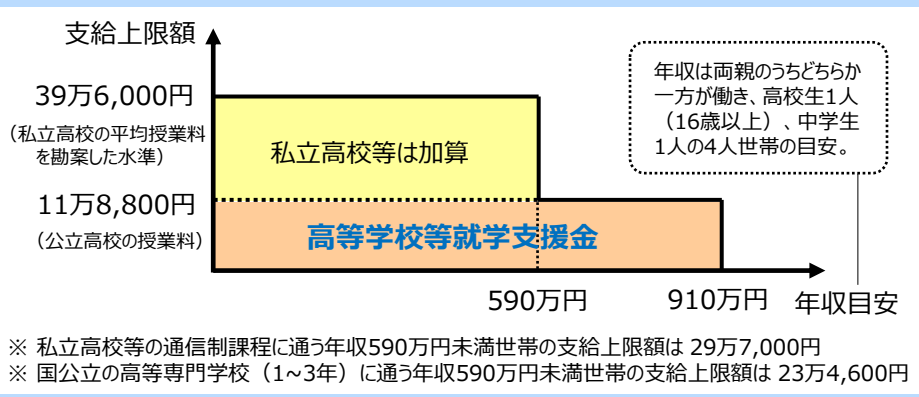 支給上限額
39万6,000円
（私立高校の平均授業料
を勘案した水準）
私立高校等は加算
年収は両親のうちどちらか
一方が働き、高校生1人
（16歳以上）、中学生
1人の4人世帯の目安。
11万8,800円
（公立高校の授業料）
高等学校等就学支援金
590万円
910万円
年収目安
※ 私立高校等の通信制課程に通う年収590万円未満世帯の支給上限額は 29万7,000円
※ 国公立の高等専門学校（1~3年）に通う年収590万円未満世帯の支給上限額は 23万4,600円